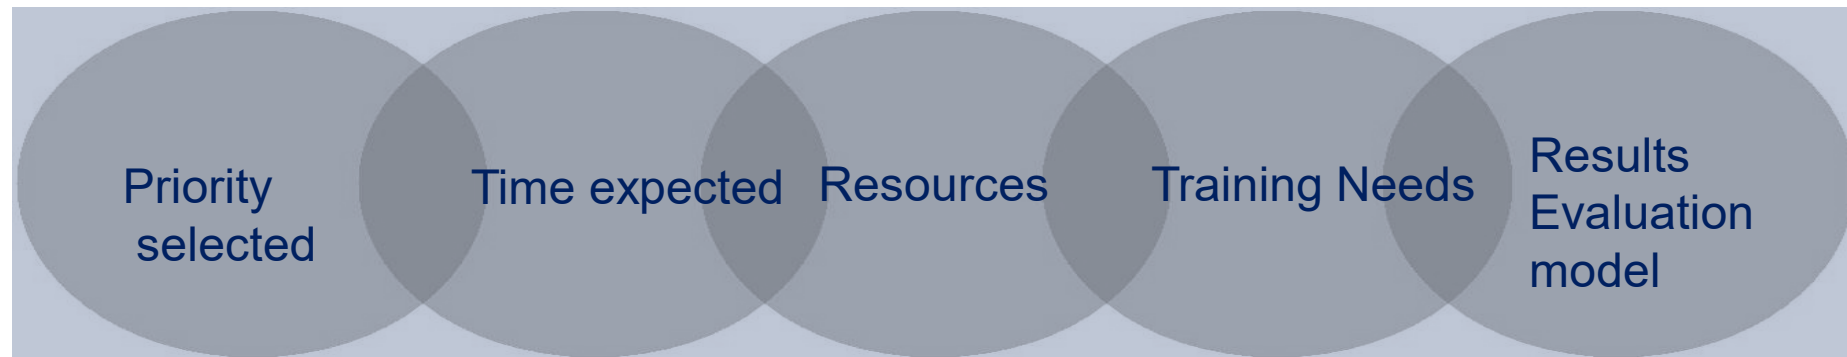 Priority
selected
Time expected
Resources
Training Needs
Results
Evaluation
model